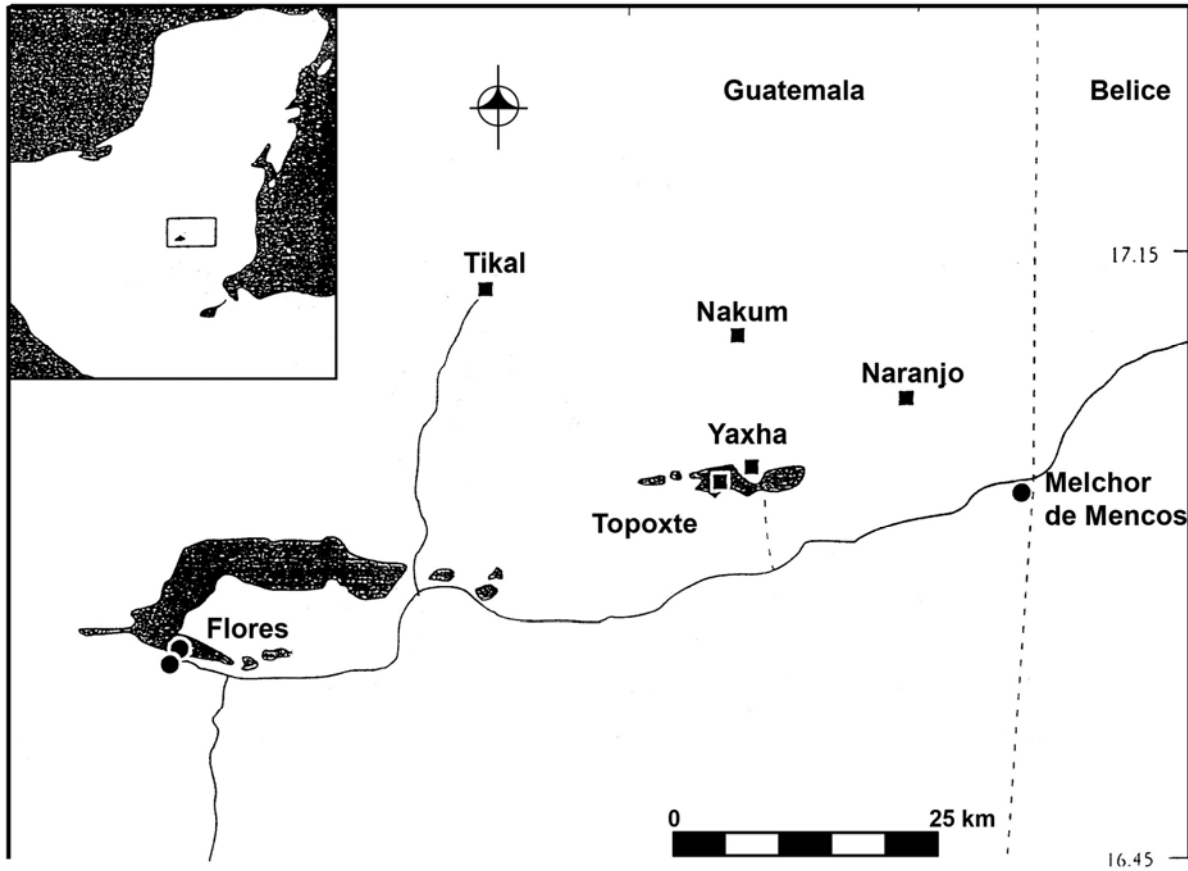 Guatemala
Belice
Tikal
17.15
Nakum
Naranjo
Yaxha
Melchor
de Mencos
Topoxte
Flores
0
25 km
16.45